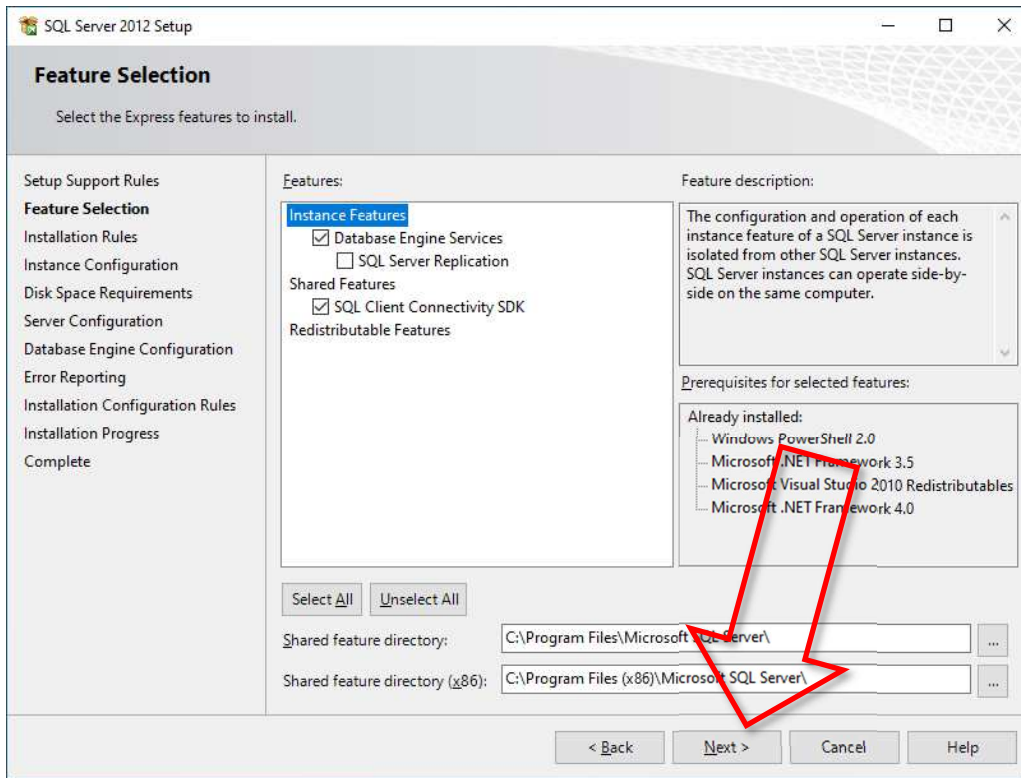 SQL Server 2012 Setup
Feature Selection
Select the Express features to install.
Setup Support Rules
Feature Selection
Installation Rules
Instance Configuration
Disk Space Requirements
Server Configuration
Database Engine Configuration
Error Reporting
Installation Configuration Rules
Installation Progress
Complete
Features:
Instance Features
Database Engine Services
SQL Server Replication
Shared Features
SQL Client Connectivity SDK
Redistributable Features
Feature description:
The configuration and operation of each
instance feature of a SQL Server instance is
isolated from other SQL Server instances.
SQL Server instances can operate side-by-
side on the same computer.
Prerequisites for selected features:
Already installed:
Windows PowerShell 2.0
Microsoft .NET Framework 3.5
Microsoft Visual Studio 2010 Redistributables
Microsoft .NET Framework 4.0
Select All
Unselect All
Shared feature directory:
C:\Program Files\Microsoft SQL Server\
...
Shared feature directory (x86):
C:\Program Files (x86)\Microsoft SQL Server\
...
< Back
Next >
Cancel
Help